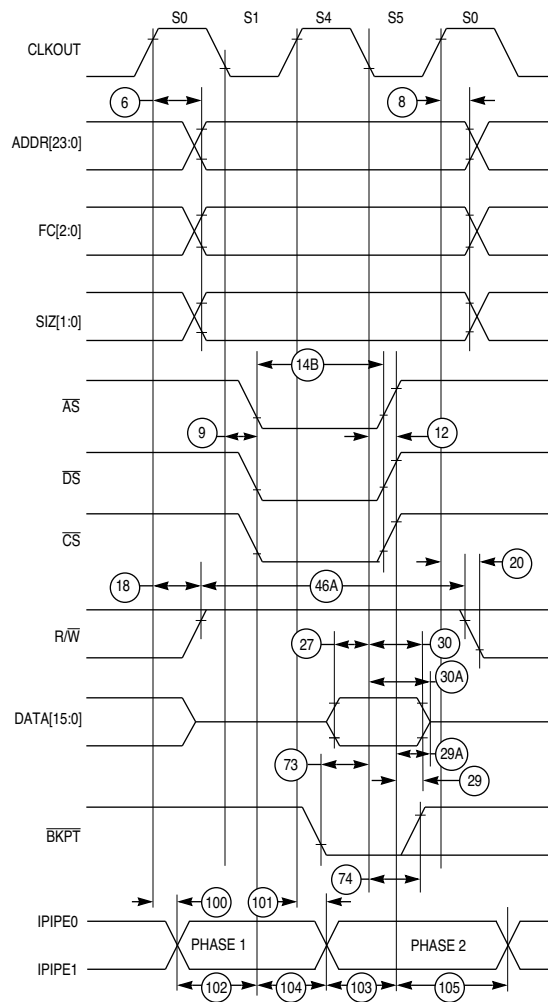 S0 S1 S4 S5 S0
CLKOUT
6 8
ADDR[23:0]
FC[2:0]
SIZ[1:0]
14B
AS
9 12
DS
CS
20
18 46A
R/W
27 30
30A
DATA[15:0]
29A
73 29
BKPT
74
100 101
IPIPE0
PHASE 1 PHASE 2
IPIPE1
102 104 103 105